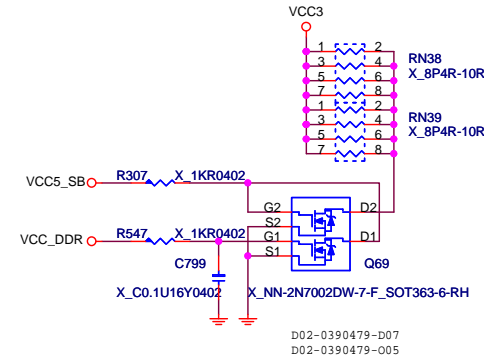 VCC3
1 2
3 4
5 6
7 8
RN38
X_8P4R-10R
1 2
3 4
5 6
7 8
RN39
X_8P4R-10R
VCC5_SB
R307 X_1KR0402
VCC_DDR
R547 X_1KR0402
G2 D2
S2
G1 D1
S1
C799
Q69
X_C0.1U16Y0402
X_NN-2N7002DW-7-F_SOT363-6-RH
D02-0390479-D07
D02-0390479-O05